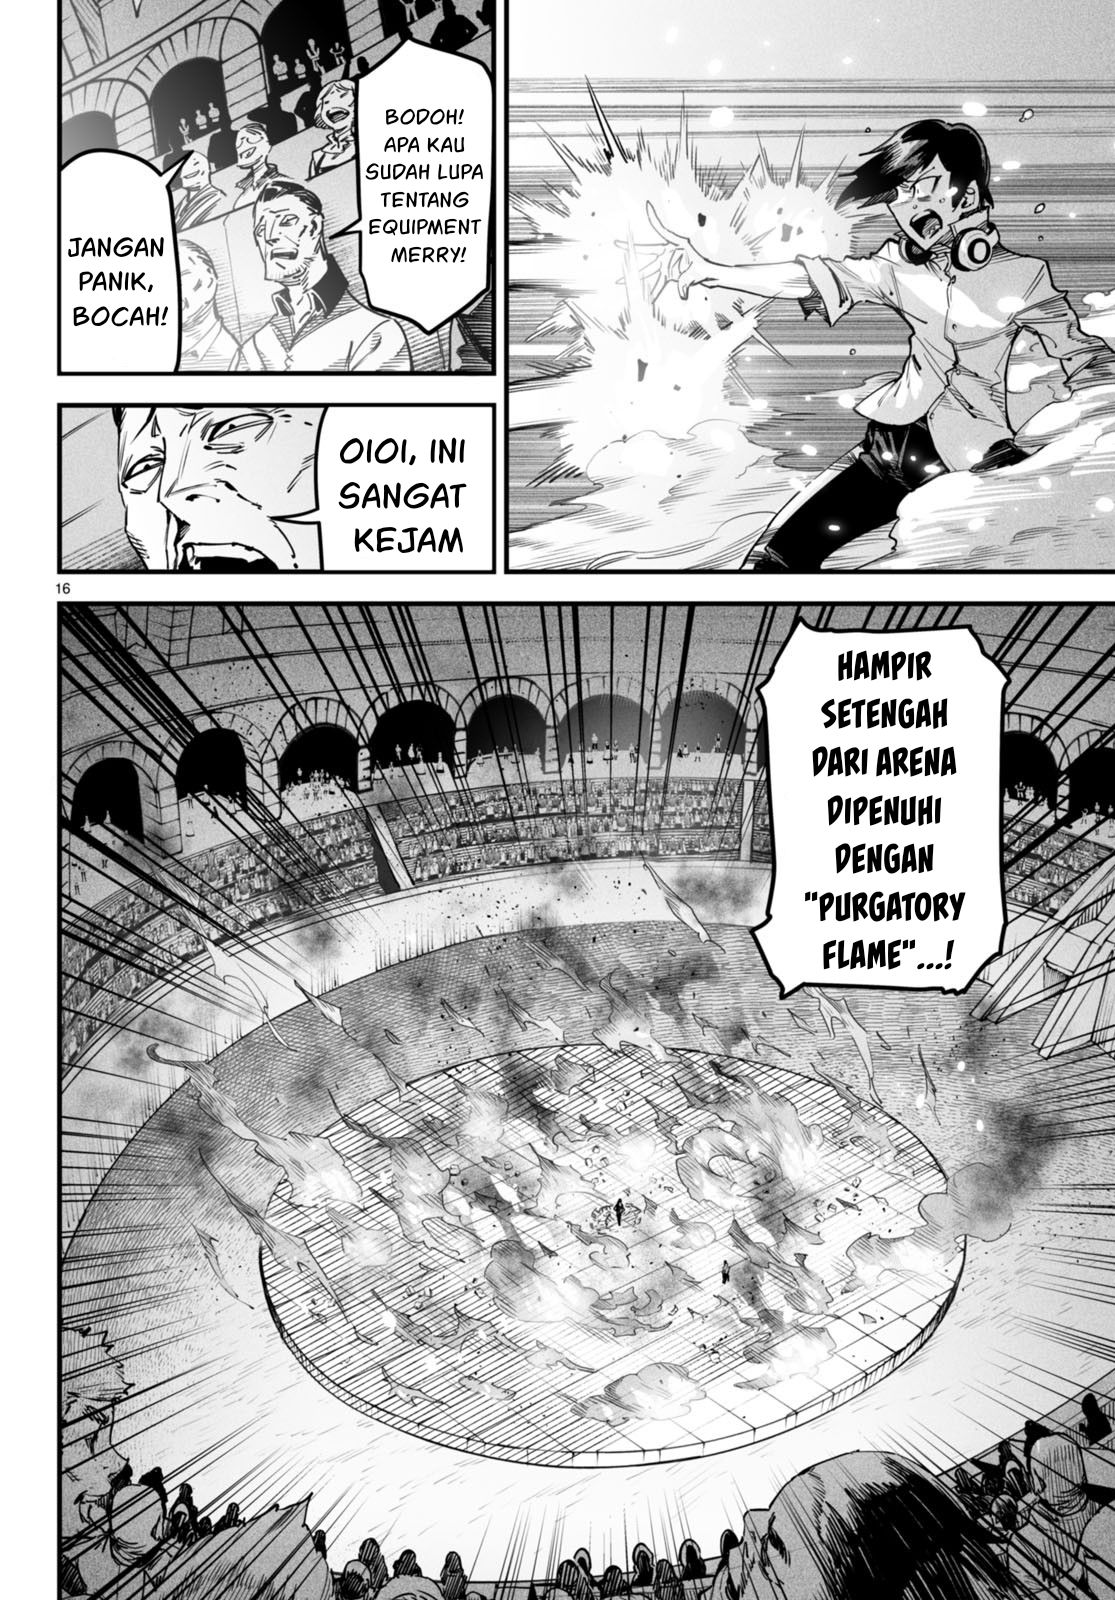 BODOH!
APA KAU
SUDAH LUPA
TENTANG
EQUIPMENT
MERRY!
JANGAN
PANIK,
BOCAH!
OIOI, INI
SANGAT
KEJAM
16
HAMPIR
SETENGAH
DARI ARENA
DIPENUHI
DENGAN
"PURGATORY
FLAME"...!